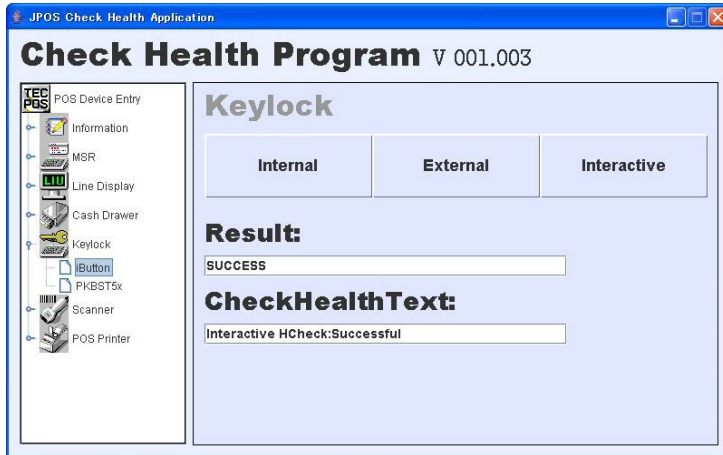 JPOS Check Health Application
Check Health Program V 001.003
TEC
POS
POS Device Entry
Information
MSR
LIU
Line Display
Cash Drawer
Keylock
iButton
PKBST5x
Scanner
POS Printer
Keylock
Internal External Interactive
Result:
SUCCESS
CheckHealthText:
Interactive HCheck:Successful